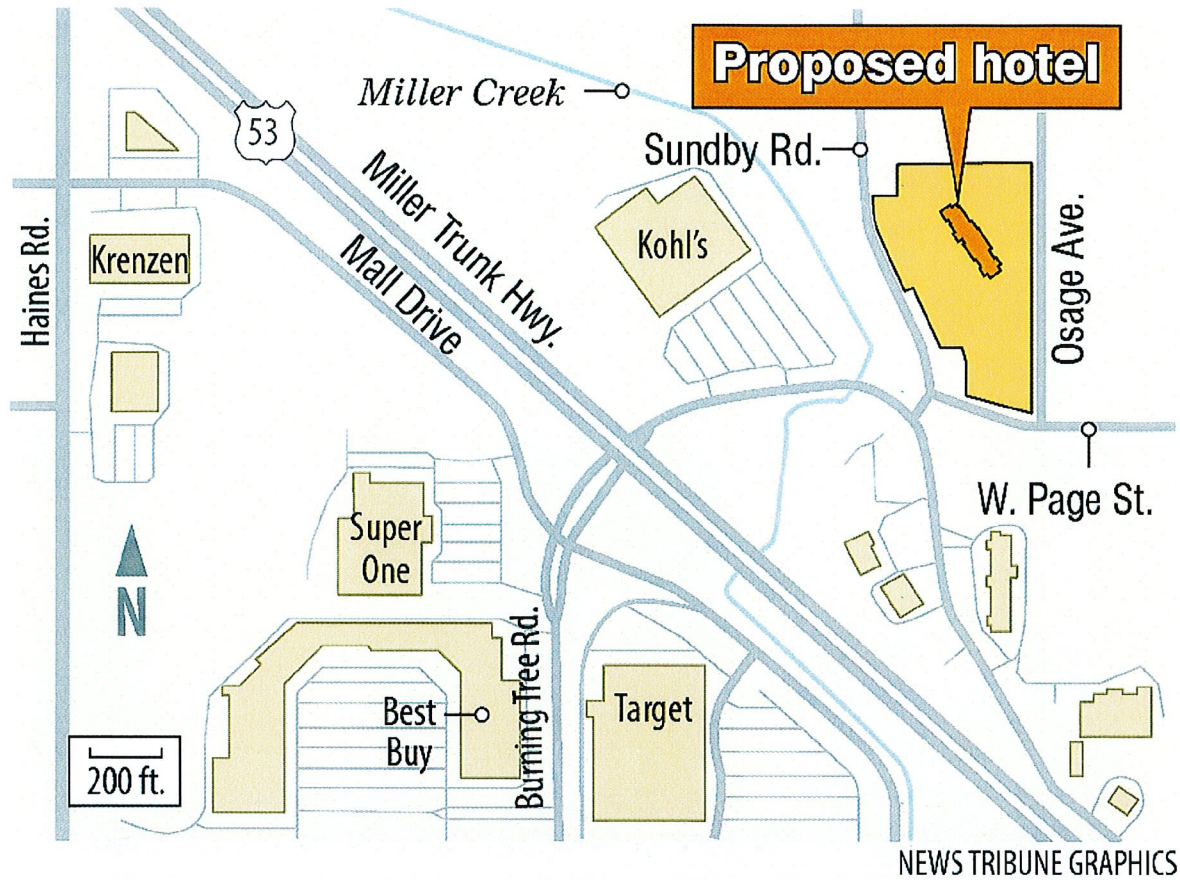 Proposed hotel
Miller Creek
53
Sundby Rd.
Miller Trunk Hwy.
Mall Drive
Haines Rd.
Krenzen
Kohl's
Osage Ave.
W. Page St.
Super
One
N
Burning Tree Rd.
Best
Buy
Target
200 ft.
NEWS TRIBUNE GRAPHICS